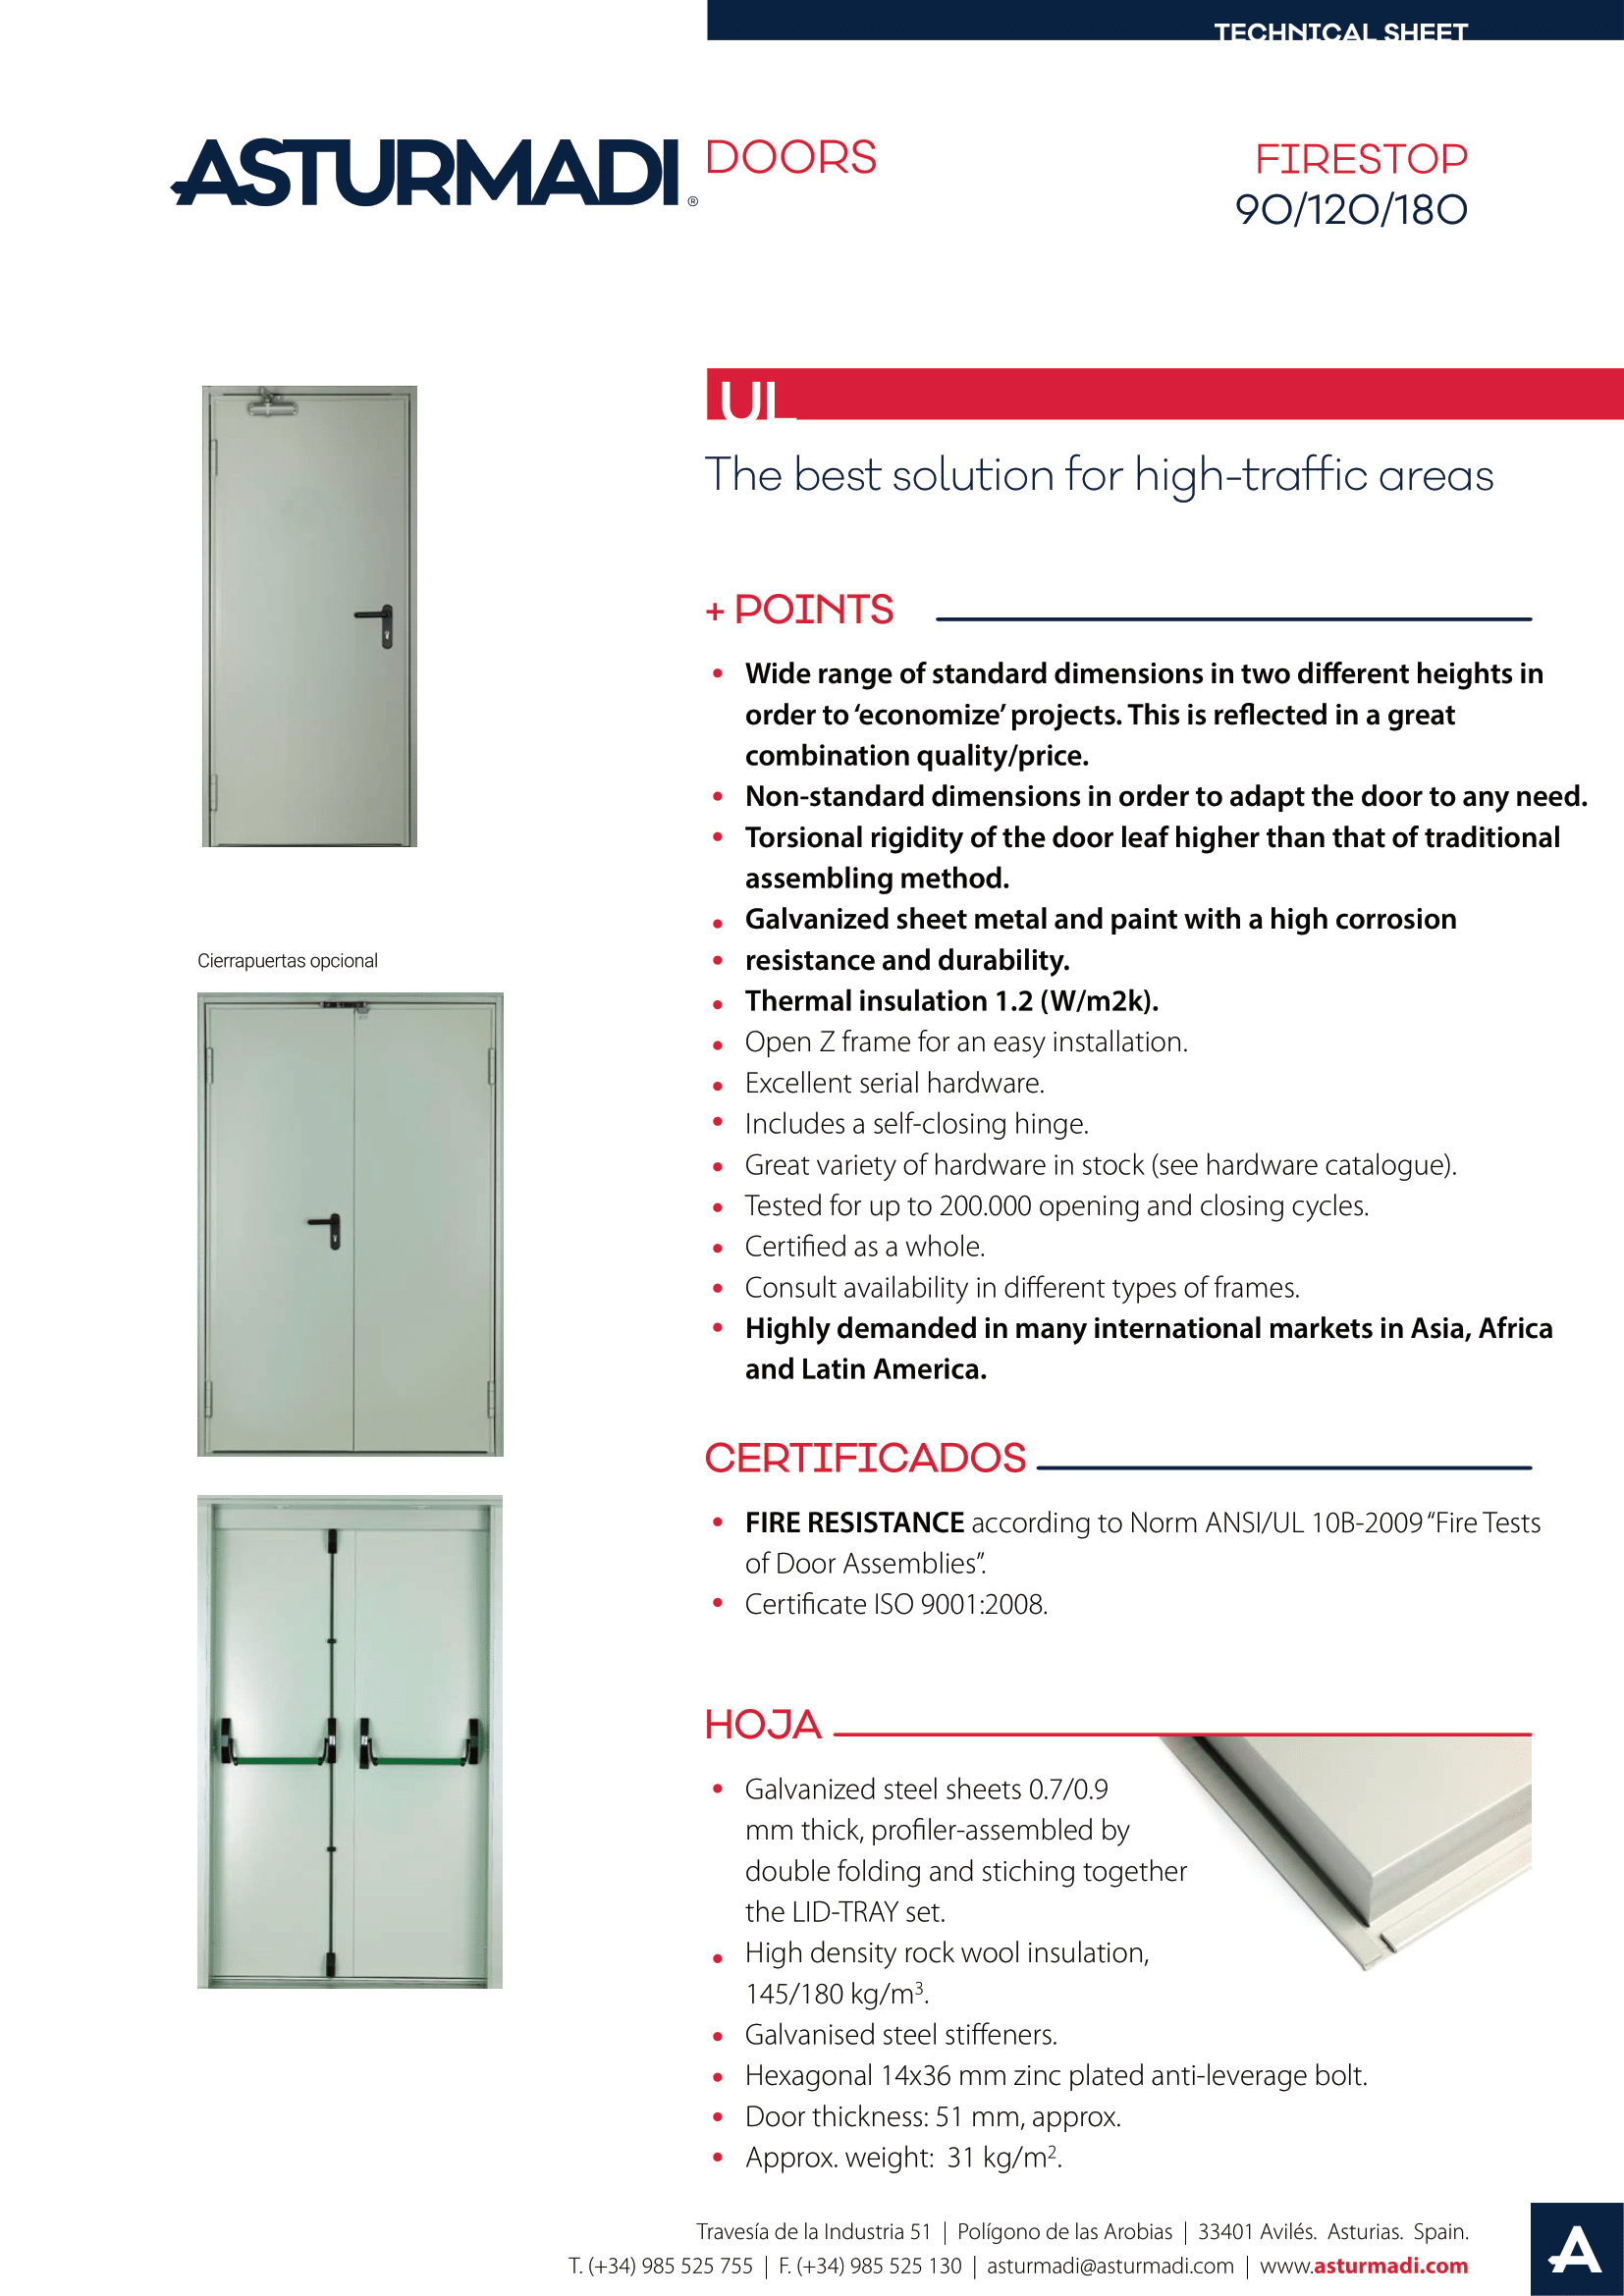 TECHNICAL SHEET
ASTURMADI® DOORS
FIRESTOP
90/120/180
UL
The best solution for high-traffic areas
+ POINTS
• Wide range of standard dimensions in two different heights in
order to ‘economize’ projects. This is reflected in a great
combination quality/price.
• Non-standard dimensions in order to adapt the door to any need.
• Torsional rigidity of the door leaf higher than that of traditional
assembling method.
• Galvanized sheet metal and paint with a high corrosion
• resistance and durability.
• Thermal insulation 1.2 (W/m2k).
• Open Z frame for an easy installation.
• Excellent serial hardware.
• Includes a self-closing hinge.
• Great variety of hardware in stock (see hardware catalogue).
• Tested for up to 200.000 opening and closing cycles.
• Certified as a whole.
• Consult availability in different types of frames.
• Highly demanded in many international markets in Asia, Africa
and Latin America.
Cierrapuertas opcional
CERTIFICADOS
• FIRE RESISTANCE according to Norm ANSI/UL 10B-2009 “Fire Tests
of Door Assemblies”.
• Certificate ISO 9001:2008.
HOJA
• Galvanized steel sheets 0.7/0.9
mm thick, profiler-assembled by
double folding and stiching together
the LID-TRAY set.
• High density rock wool insulation,
145/180 kg/m³.
• Galvanised steel stiffeners.
• Hexagonal 14x36 mm zinc plated anti-leverage bolt.
• Door thickness: 51 mm, approx.
• Approx. weight: 31 kg/m².
Travesía de la Industria 51 | Polígono de las Arobias | 33401 Avilés. Asturias. Spain.
T. (+34) 985 525 755 | F. (+34) 985 525 130 | asturmadi@asturmadi.com | www.asturmadi.com
A